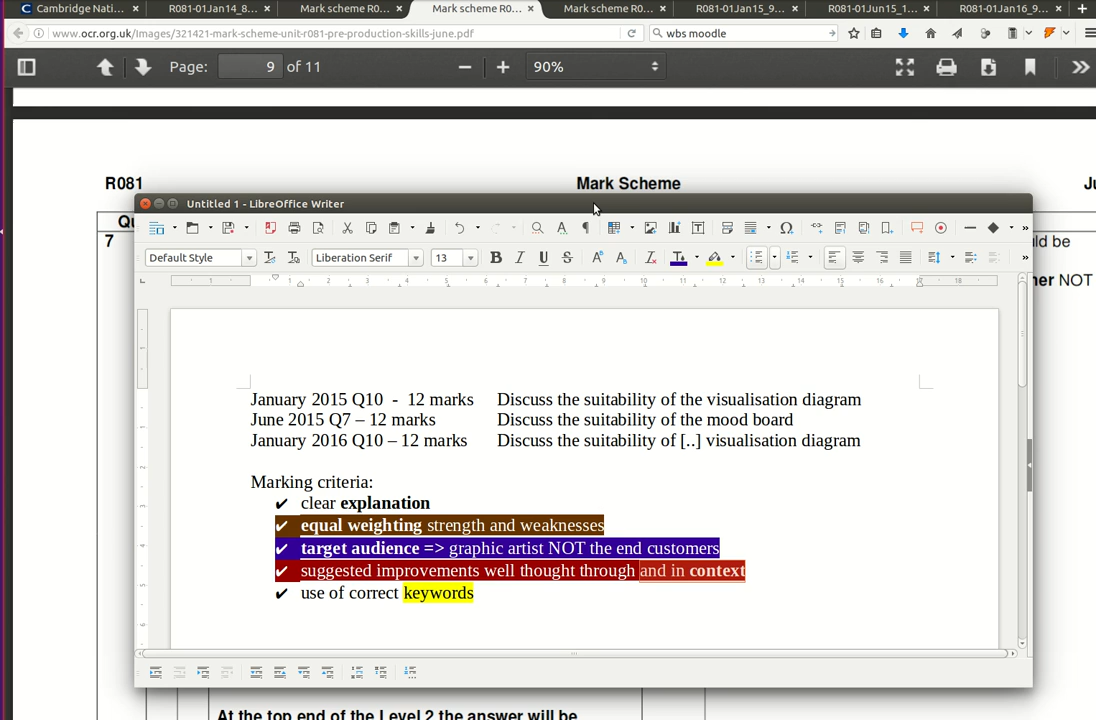 Cambridge Nati...
R081-01Jan14_8...
Mark scheme R0...
Mark scheme R0...
Mark scheme R0...
R081-01Jan15_9...
R081-01Jun15_1...
R081-01Jan16_9...
www.ocr.org.uk/Images/321421-mark-scheme-unit-r081-pre-production-skills-june.pdf
wbs moodle
Page: 9 of 11
90%
R081
Mark Scheme
7
NOT
Untitled 1 - LibreOffice Writer
Default Style
Liberation Serif
13
January 2015 Q10 - 12 marks Discuss the suitability of the visualisation diagram
June 2015 Q7 – 12 marks Discuss the suitability of the mood board
January 2016 Q10 – 12 marks Discuss the suitability of [..] visualisation diagram
Marking criteria:
✔ clear explanation
✔ equal weighting strength and weaknesses
✔ target audience => graphic artist NOT the end customers
✔ suggested improvements well thought through and in context
✔ use of correct keywords
At the top end of the Level 2 the answer will be